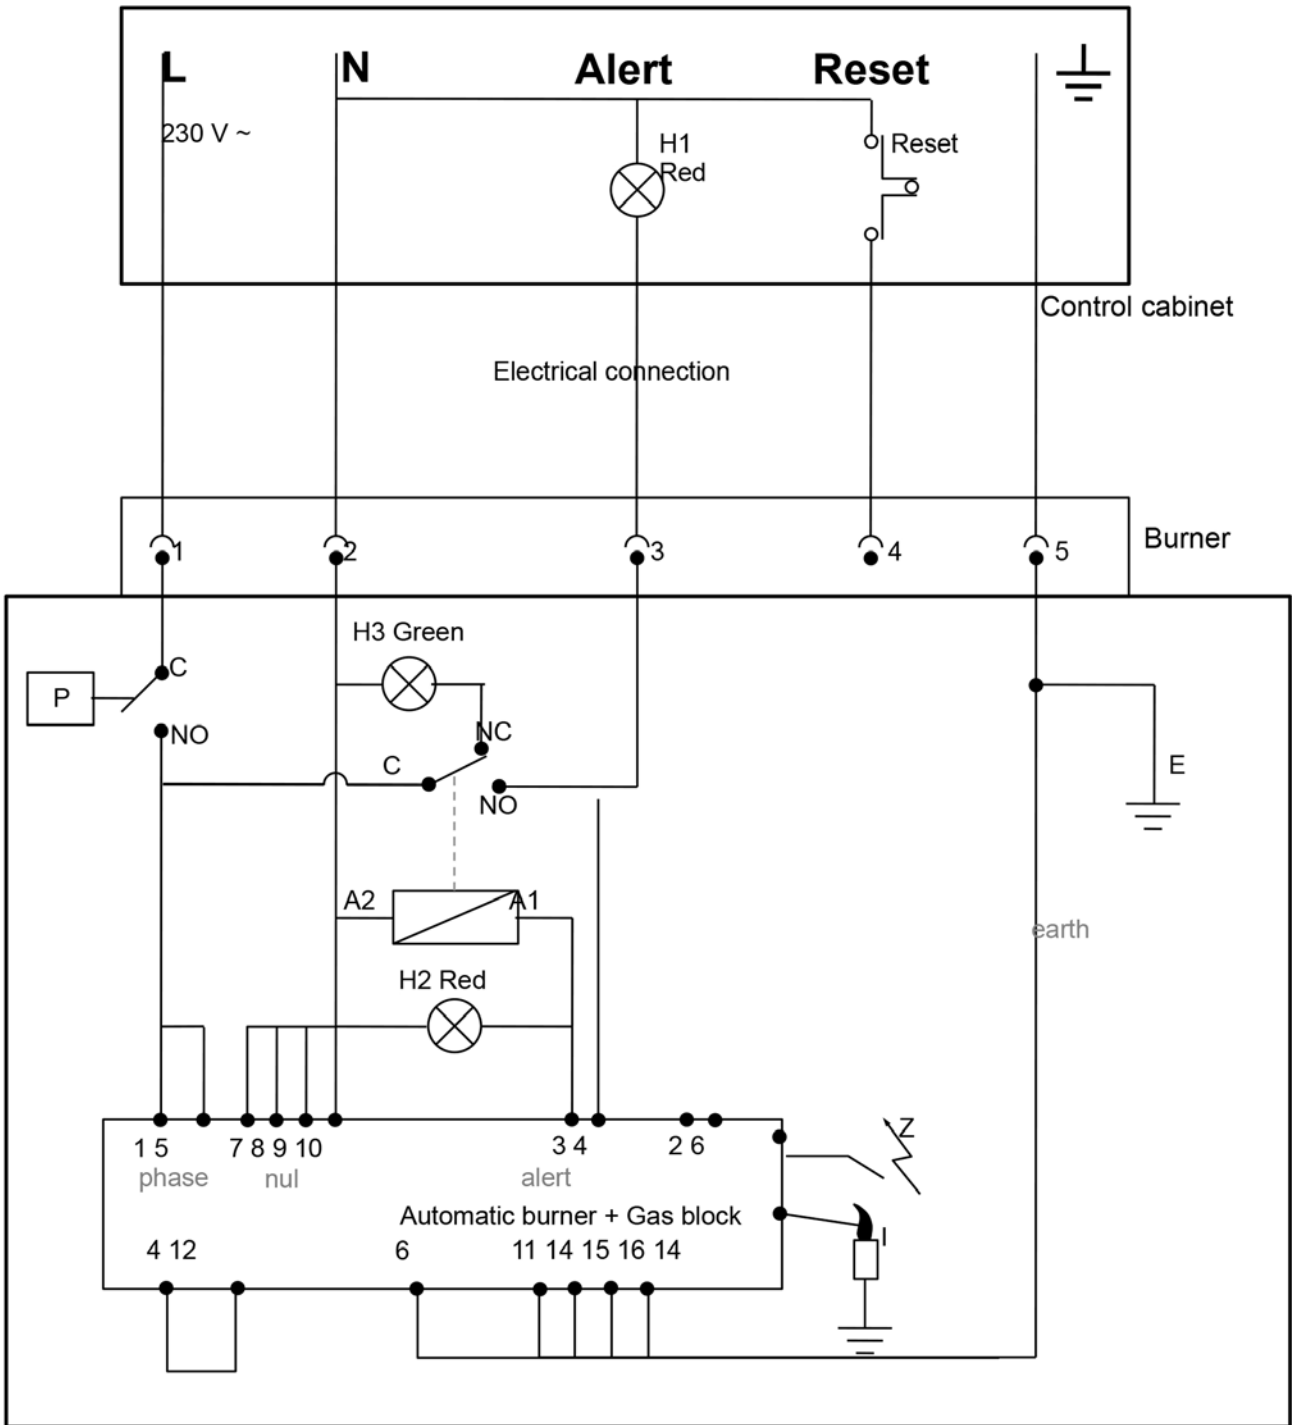 L
N
Alert
Reset
230 V ~
H1
Red
Reset
Control cabinet
Electrical connection
1
2
3
4
5
Burner
H3 Green
C
P
NO
NC
C
NO
E
A2
A1
earth
H2 Red
Z
1 5
7 8 9 10
3 4
2 6
phase
nul
alert
Automatic burner + Gas block
I
4 12
6
11 14 15 16 14